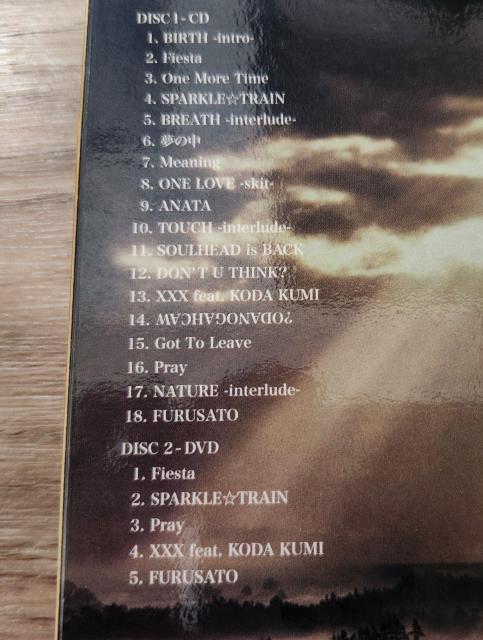 DISC 1 - CD
1. BIRTH -intro-
2. Fiesta
3. One More Time
4. SPARKLE☆TRAIN
5. BREATH -interlude-
6. 夢の中
7. Meaning
8. ONE LOVE -skit-
9. ANATA
10. TOUCH -interlude-
11. SOULHEAD is BACK
12. DON'T U THINK?
13. XXX feat. KODA KUMI
14. WACHAGONADO?
15. Got To Leave
16. Pray
17. NATURE -interlude-
18. FURUSATO
DISC 2 - DVD
1. Fiesta
2. SPARKLE☆TRAIN
3. Pray
4. XXX feat. KODA KUMI
5. FURUSATO